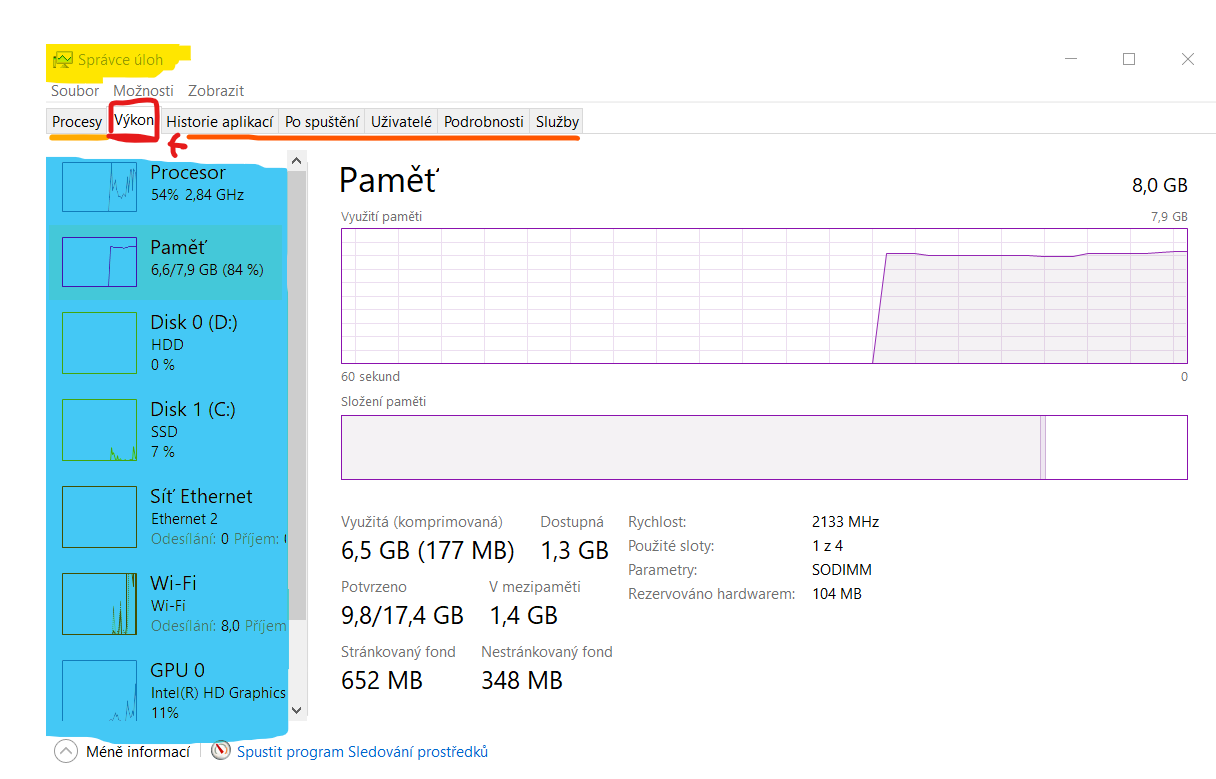 Správce úloh
Soubor Možnosti Zobrazit
Procesy Výkon Historie aplikací Po spuštění Uživatelé Podrobnosti Služby
Procesor
54% 2,84 GHz
Paměť
6,6/7,9 GB (84 %)
Disk 0 (D:)
HDD
0 %
Disk 1 (C:)
SSD
7 %
Síť Ethernet
Ethernet 2
Odesílání: 0 Příjem:
Wi-Fi
Wi-Fi
Odesílání: 8,0 Příjem
GPU 0
Intel(R) HD Graphics
11%
Paměť
8,0 GB
Využití paměti
7,9 GB
60 sekund
0
Složení paměti
Využitá (komprimovaná) Dostupná
6,5 GB (177 MB) 1,3 GB
Potvrzeno V mezipaměti
9,8/17,4 GB 1,4 GB
Stránkovaný fond Nestránkovaný fond
652 MB 348 MB
Rychlost: 2133 MHz
Použité sloty: 1 z 4
Parametry: SODIMM
Rezervováno hardwarem: 104 MB
Méně informací Spustit program Sledování prostředků